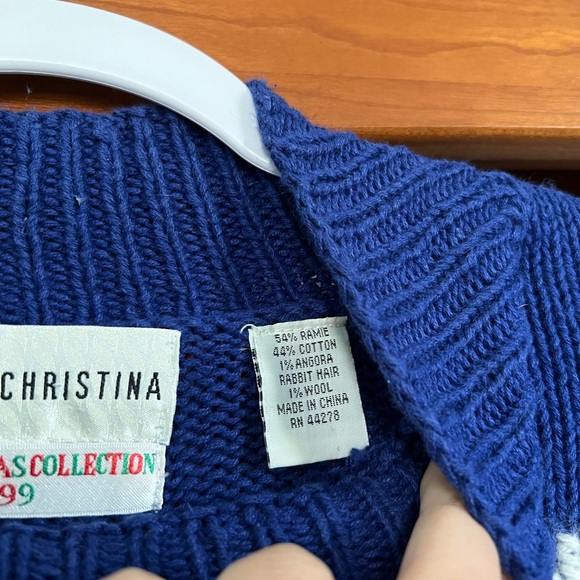 CHRISTINA
AS COLLECTION
99
54% RAMIE
44% COTTON
1% ANGORA
RABBIT HAIR
1% WOOL
MADE IN CHINA
RN 44278